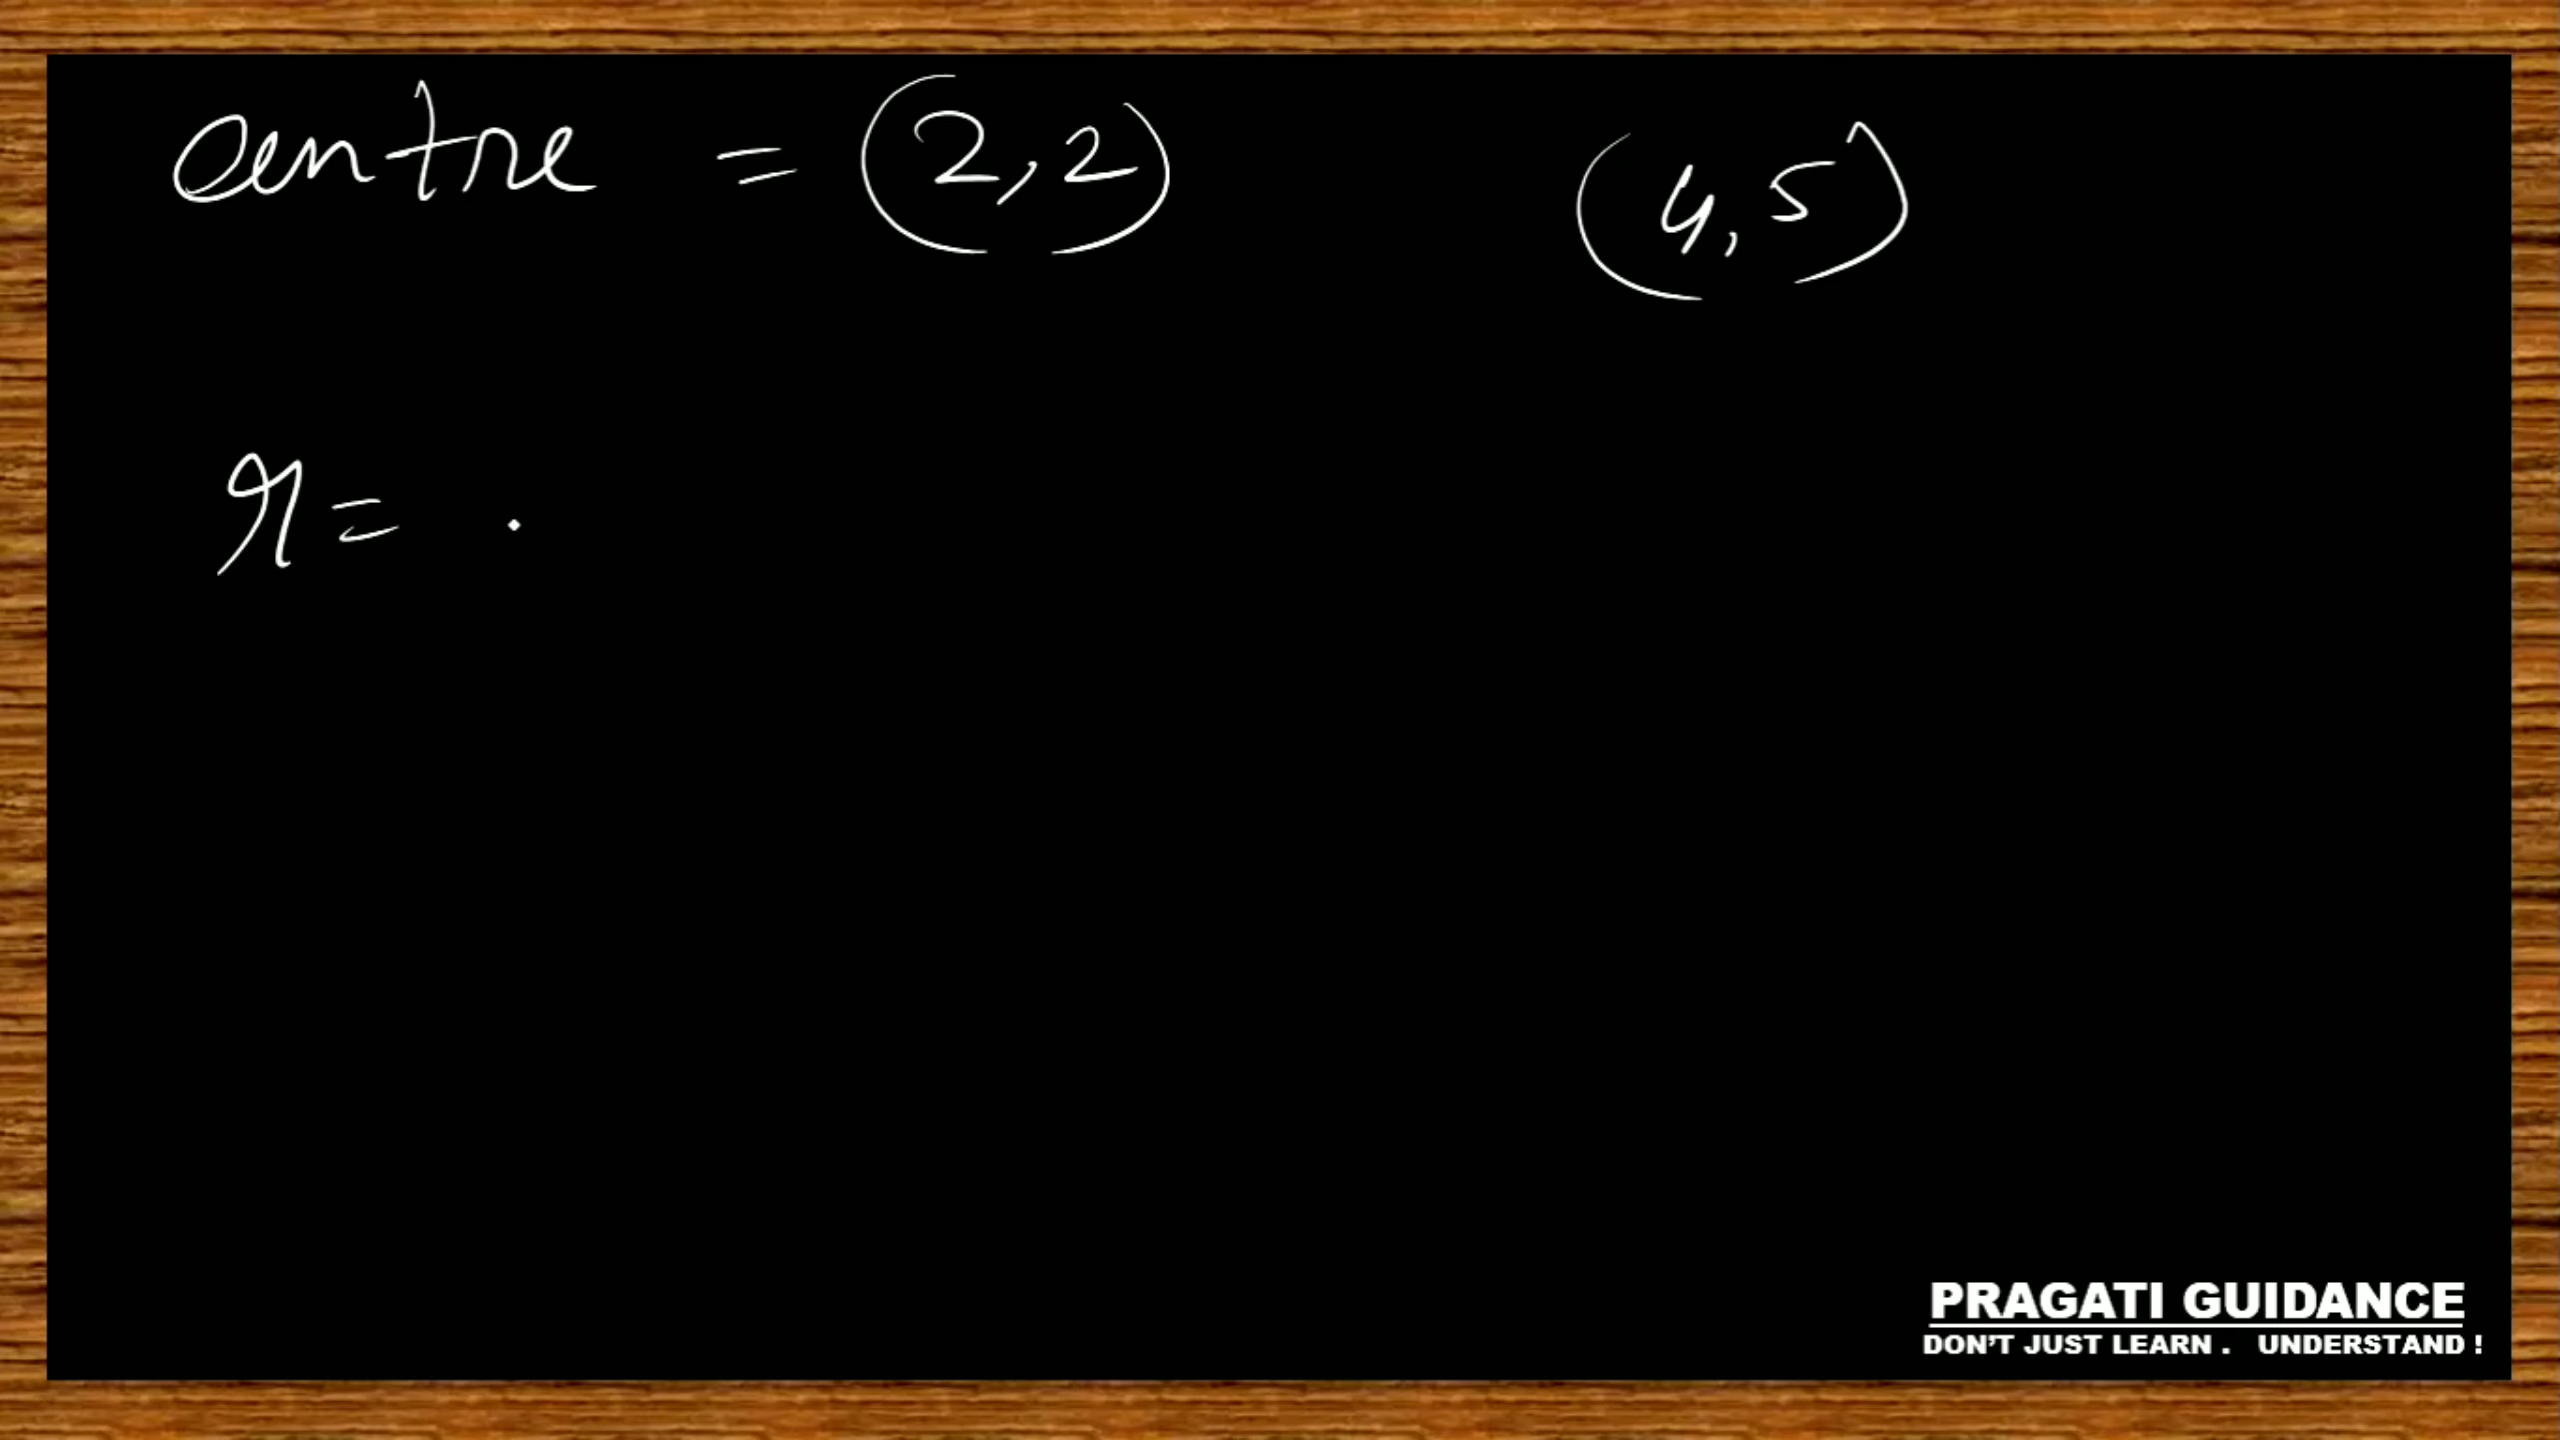 centre = (2,2) (4,5)
r = .
PRAGATI GUIDANCE
DON'T JUST LEARN . UNDERSTAND !